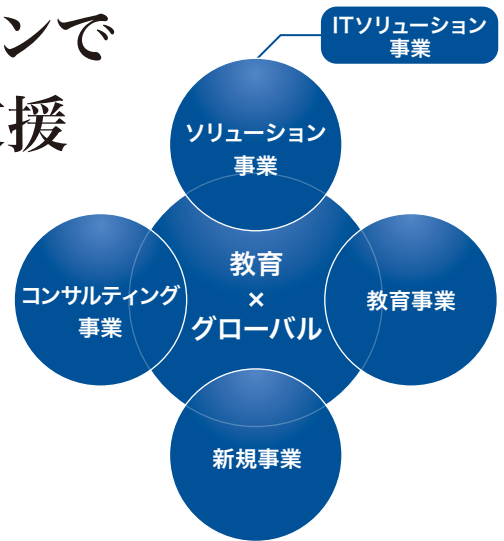 ンで
支援
ITソリューション
事業
ソリューション
事業
教育
×
グローバル
コンサルティング
事業
教育事業
新規事業